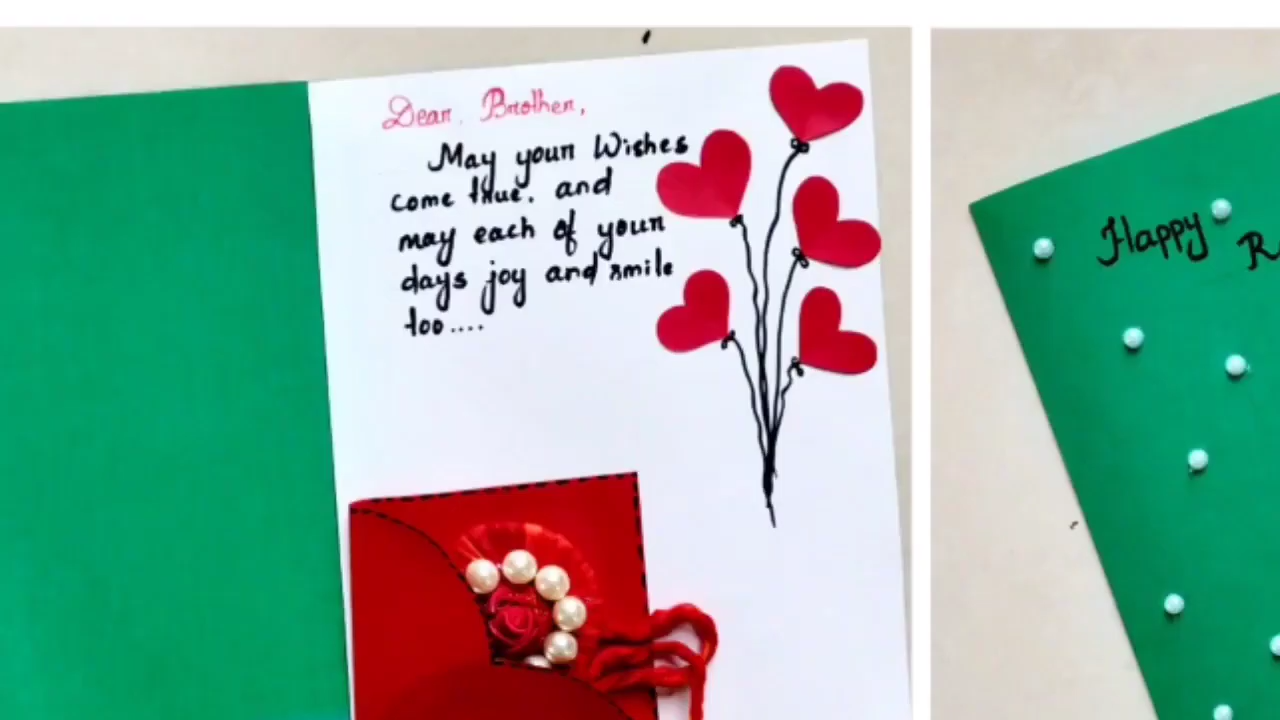 Dear. Brother,
May your Wishes
come true. and
may each of your
days joy and smile
too....
Happy